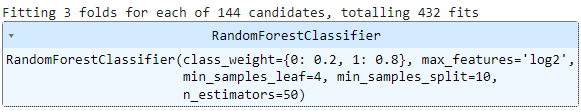 Fitting 3 folds for each of 144 candidates, totalling 432 fits
RandomForestClassifier
RandomForestClassifier(class_weight={0: 0.2, 1: 0.8}, max_features='log2',
min_samples_leaf=4, min_samples_split=10,
n_estimators=50)